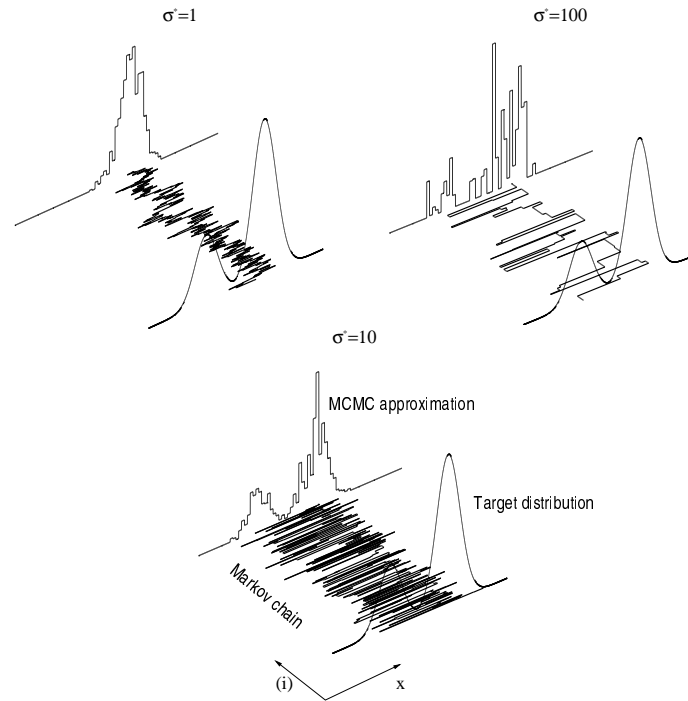 σ*=1
σ*=100
σ*=10
MCMC approximation
Target distribution
Markov chain
(i)
x